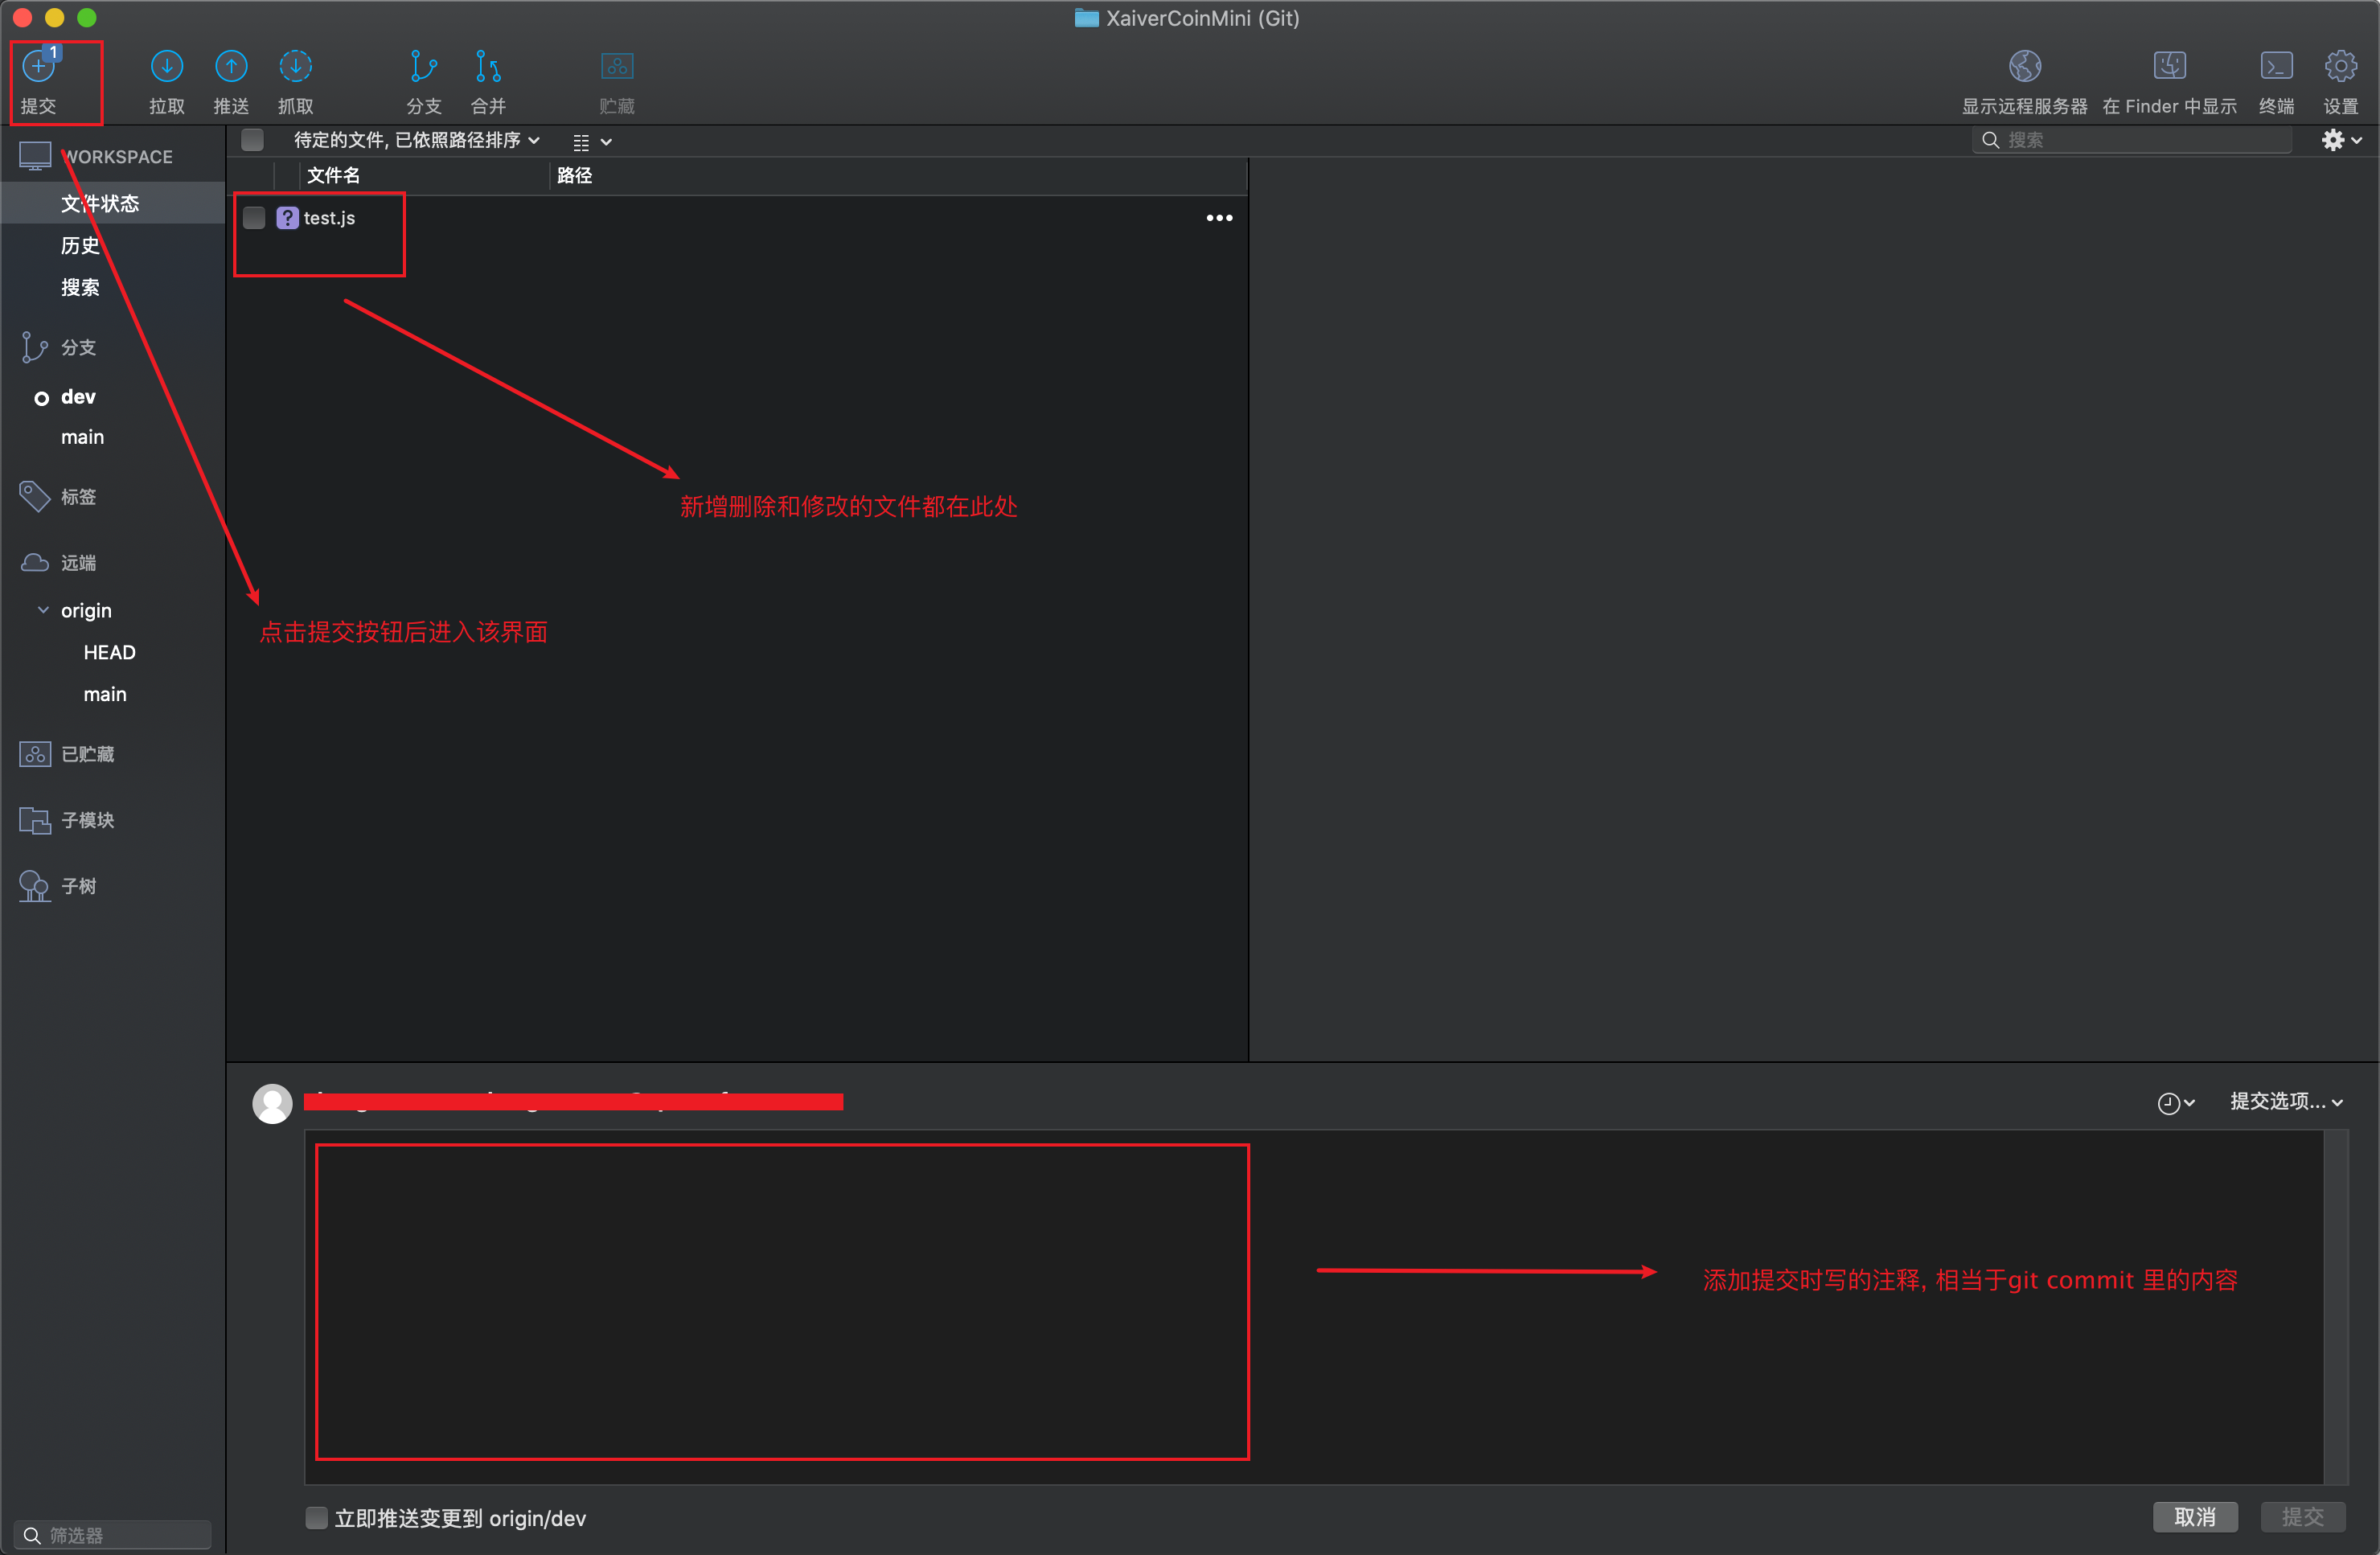 XaiverCoinMini (Git)
1
提交
拉取
推送
抓取
分支
合并
贮藏
显示远程服务器
在 Finder 中显示
终端
设置
待定的文件, 已依照路径排序
搜索
WORKSPACE
文件状态
历史
搜索
分支
dev
main
标签
远端
origin
HEAD
main
已贮藏
子模块
子树
筛选器
文件名
路径
? test.js
新增删除和修改的文件都在此处
点击提交按钮后进入该界面
提交选项...
添加提交时写的注释, 相当于git commit 里的内容
立即推送变更到 origin/dev
取消
提交